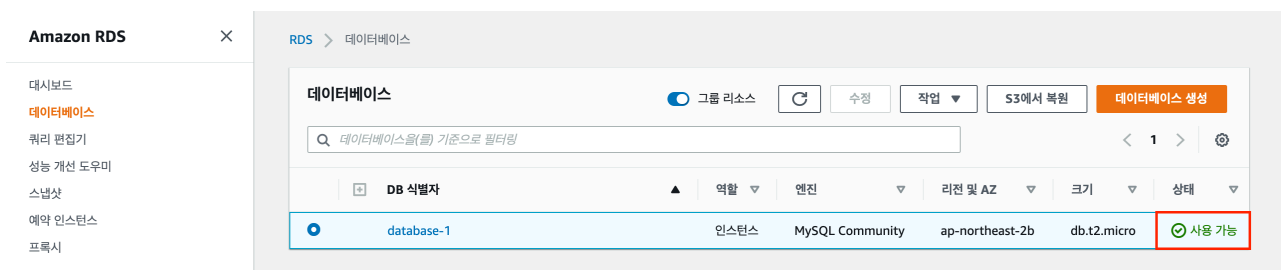 Amazon RDS
대시보드
데이터베이스
쿼리 편집기
성능 개선 도우미
스냅샷
예약 인스턴스
프록시
RDS 데이터베이스
데이터베이스 그룹 리소스 수정 작업 S3에서 복원 데이터베이스 생성
데이터베이스을(를) 기준으로 필터링 1
DB 식별자 역할 엔진 리전 및 AZ 크기 상태
database-1 인스턴스 MySQL Community ap-northeast-2b db.t2.micro 사용 가능